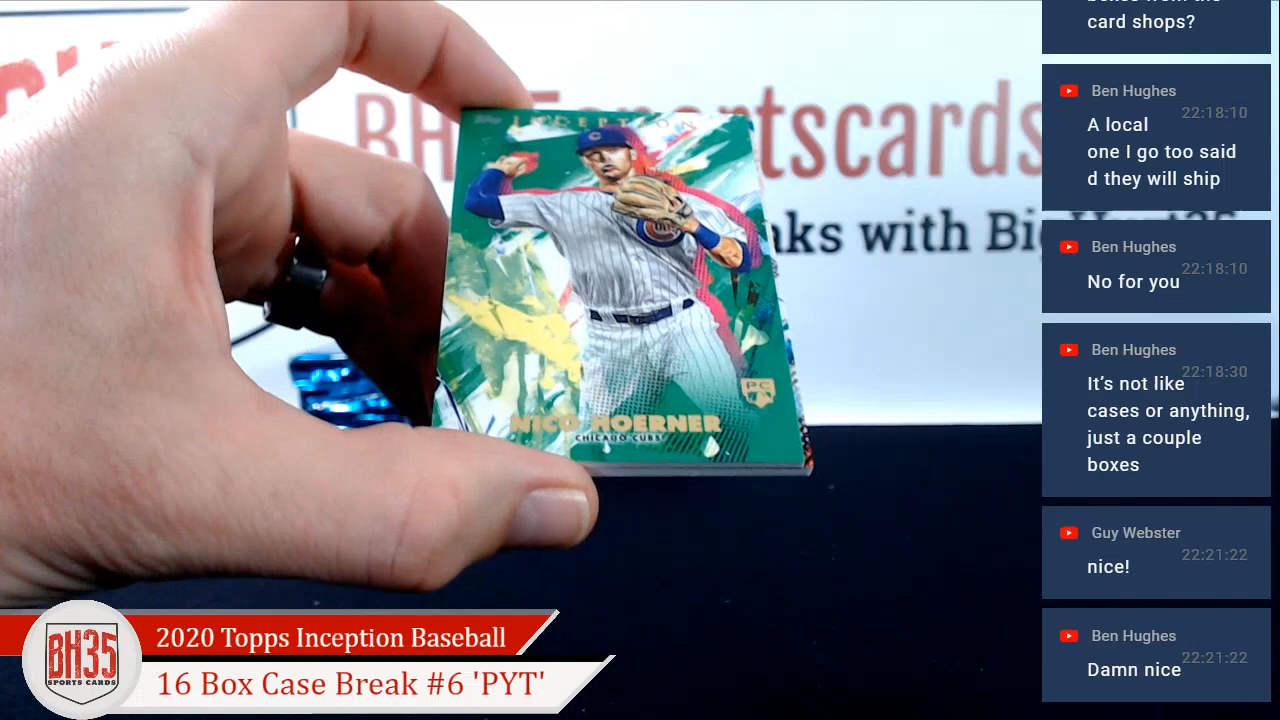 card shops?
Ben Hughes
22:18:10
A local
one I go too said
d they will ship
Ben Hughes
22:18:10
No for you
Ben Hughes
22:18:30
It’s not like
cases or anything,
just a couple
boxes
Guy Webster
22:21:22
nice!
Ben Hughes
22:21:22
Damn nice
BH sportscards
with Bi
INCEPTION
RC
NICO HOERNER
CHICAGO CUBS
BH35
SPORTS CARDS
2020 Topps Inception Baseball
16 Box Case Break #6 'PYT'